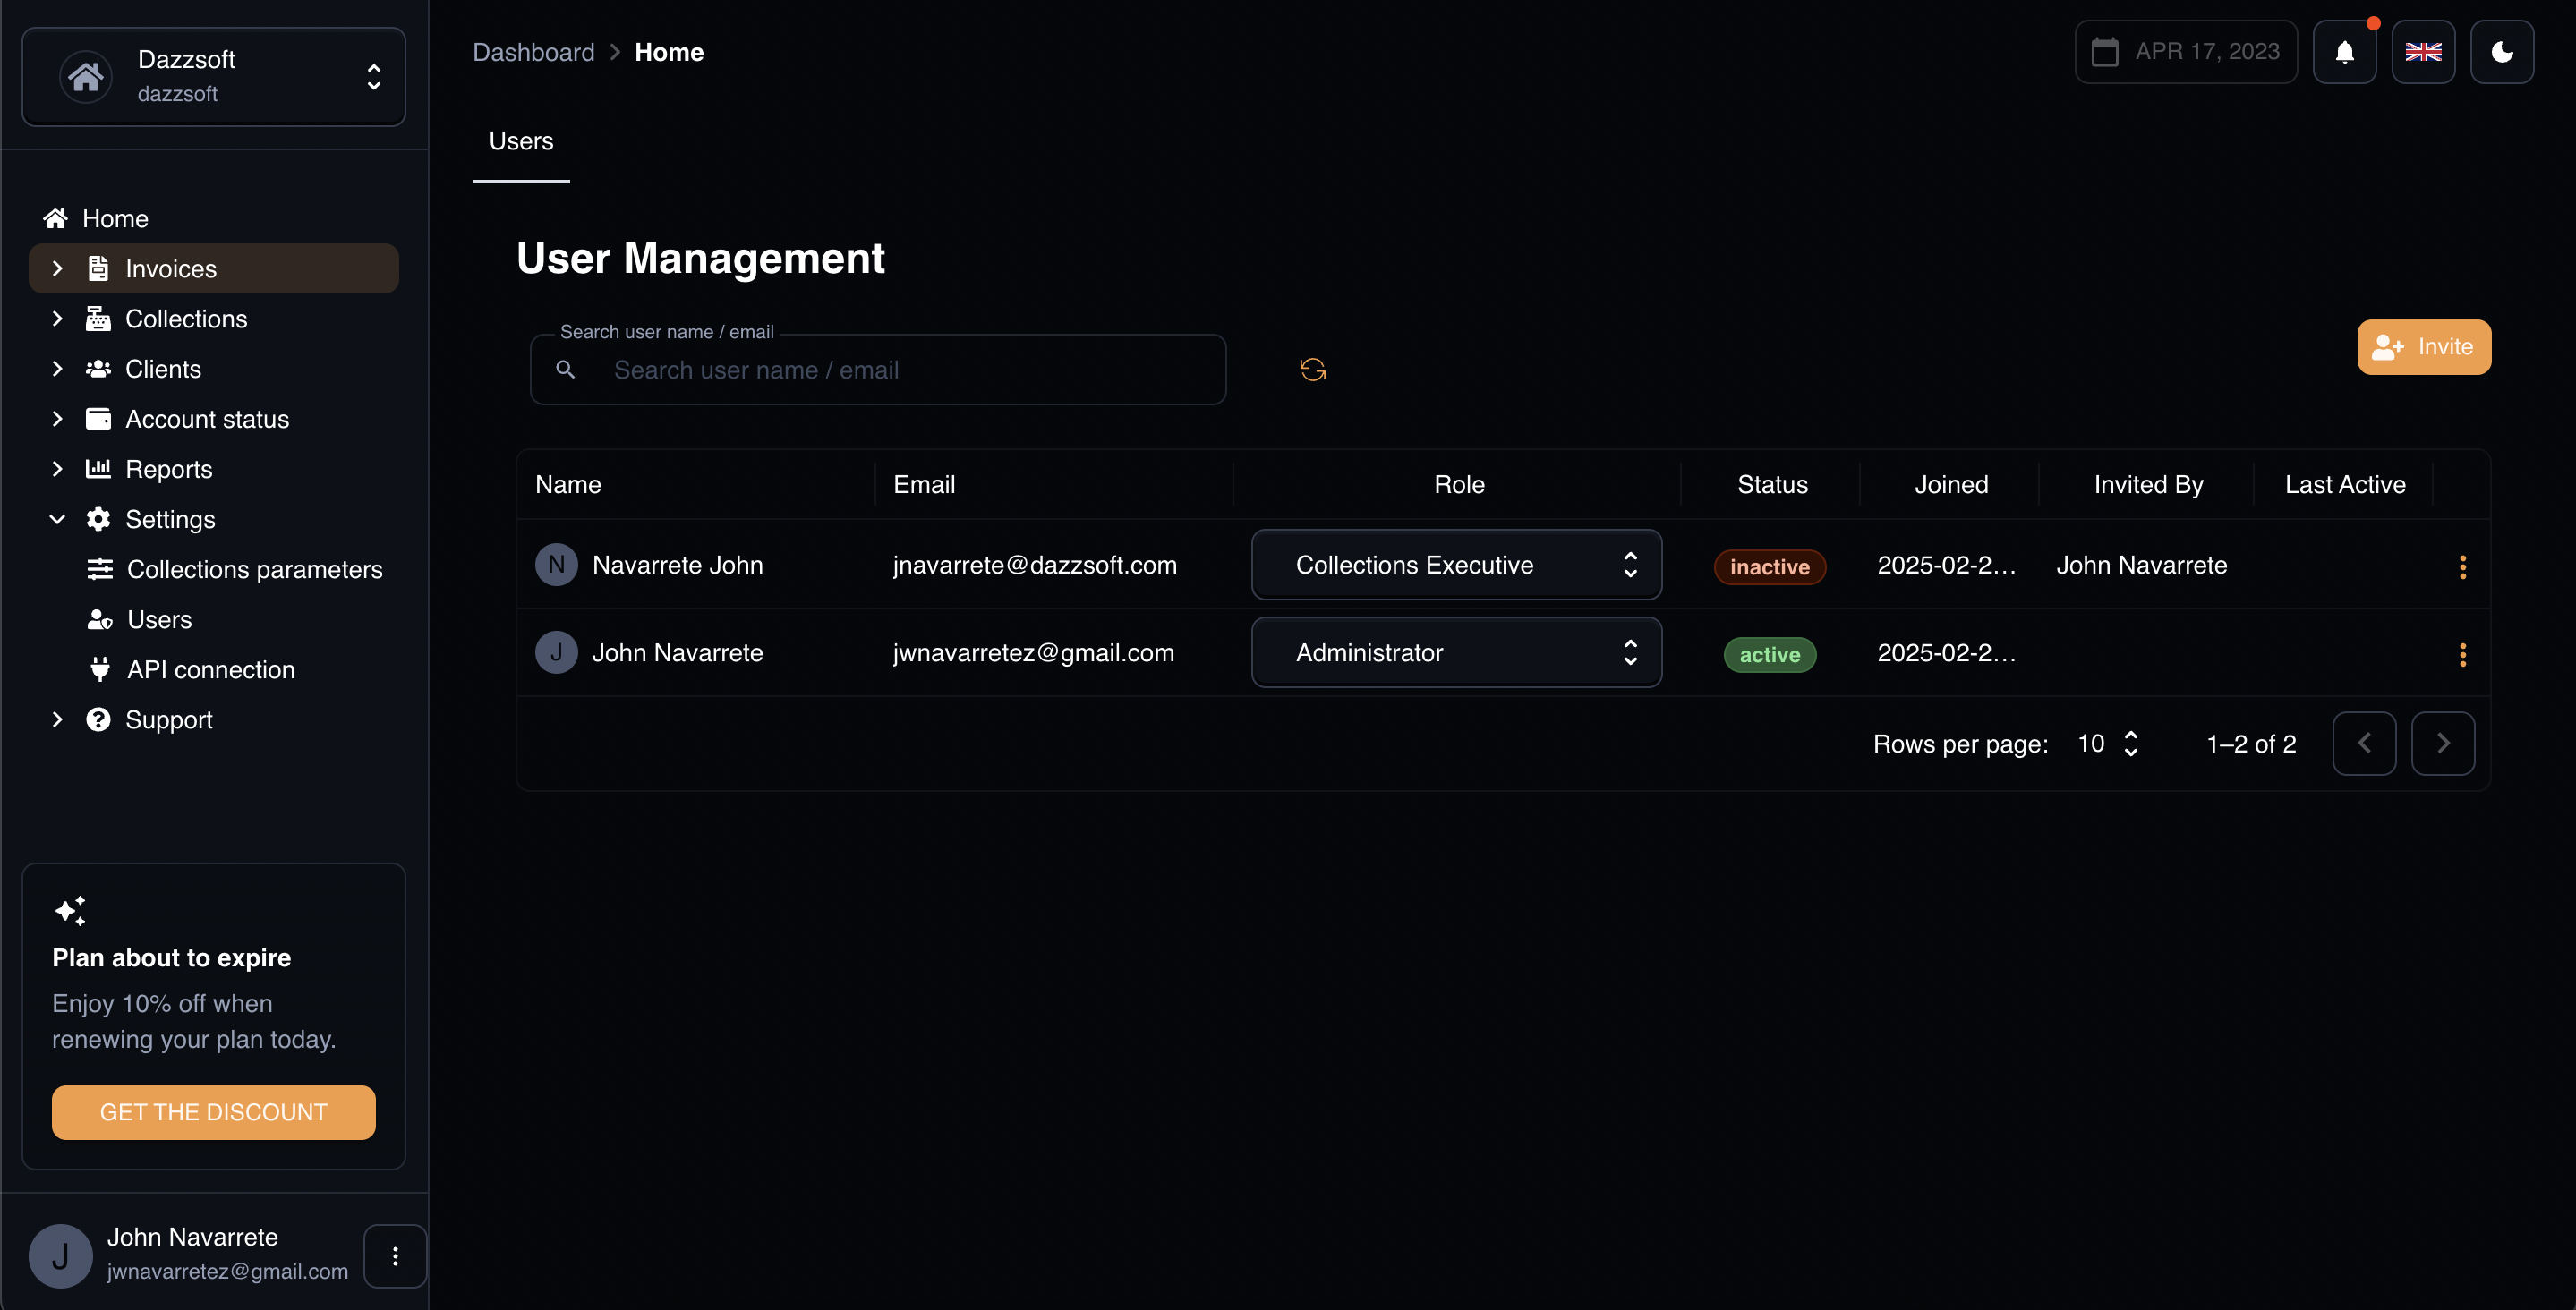 Dazzsoft
dazzsoft
Home
Invoices
Collections
Clients
Account status
Reports
Settings
Collections parameters
Users
API connection
Support
Plan about to expire
Enjoy 10% off when
renewing your plan today.
GET THE DISCOUNT
J
John Navarrete
jwnavarretez@gmail.com
Dashboard > Home
APR 17, 2023
Users
User Management
Search user name / email
Search user name / email
Invite
Name Email Role Status Joined Invited By Last Active
N Navarrete John jnavarrete@dazzsoft.com Collections Executive inactive 2025-02-2... John Navarrete
J John Navarrete jwnavarretez@gmail.com Administrator active 2025-02-2...
Rows per page: 10 1–2 of 2